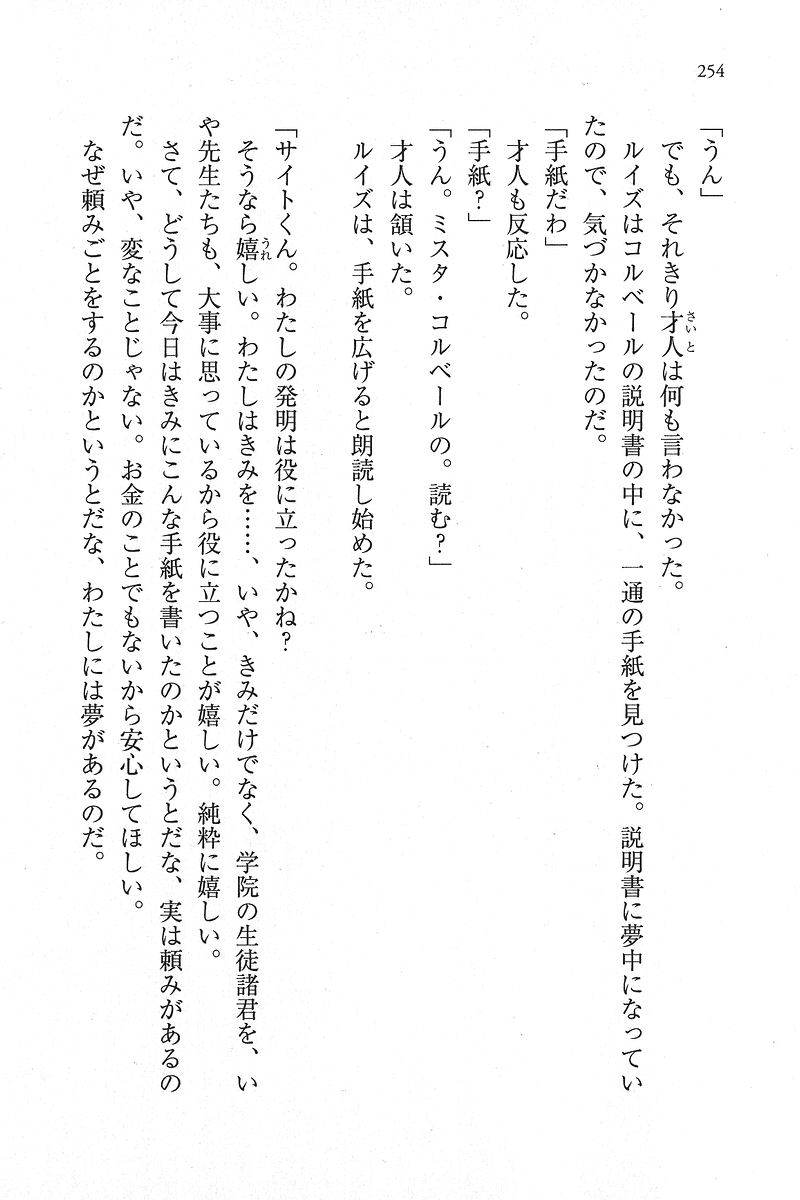 254
「うん」
でも、それきり才人は何も言わなかった。
ルイズはコルベールの説明書の中に、一通の手紙を見つけた。説明書に夢中になってい
たので、気づかなかったのだ。
「手紙だわ」
才人も反応した。
「手紙?」
「うん。ミスタ・コルベールの。読む?」
才人は頷いた。
ルイズは、手紙を広げると朗読し始めた。
「サイトくん。わたしの発明は役に立ったかね?
そうなら嬉しい。わたしはきみを……、いや、きみだけでなく、学院の生徒諸君を、い
や先生たちも、大事に思っているから役に立つことが嬉しい。純粋に嬉しい。
さて、どうして今日はきみにこんな手紙を書いたのかというとだな、実は頼みがあるの
だ。いや、変なことじゃない。お金のことでもないから安心してほしい。
なぜ頼みごとをするのかというとだな、わたしには夢があるのだ。